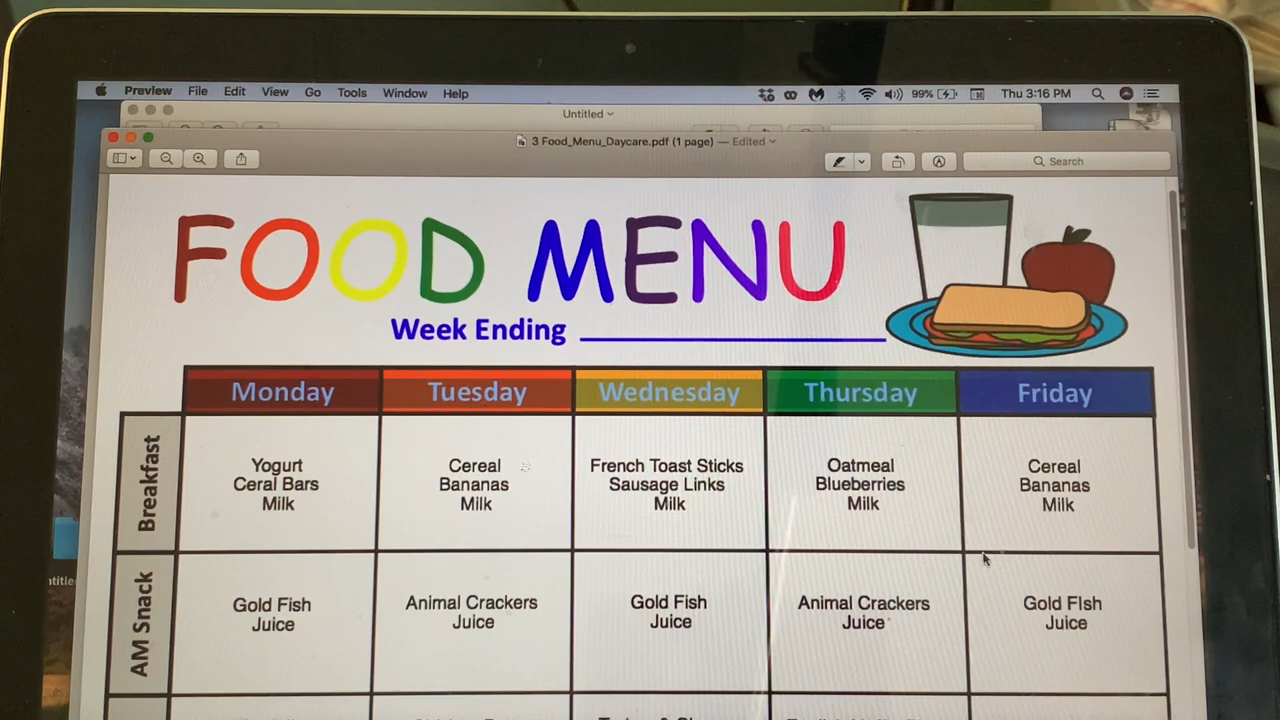 Preview File Edit View Go Tools Window Help
99% Thu 3:16 PM
Untitled
3 Food_Menu_Daycare.pdf (1 page) — Edited
Search
FOOD MENU
Week Ending
Monday Tuesday Wednesday Thursday Friday
Breakfast
Yogurt
Ceral Bars
Milk
Cereal
Bananas
Milk
French Toast Sticks
Sausage Links
Milk
Oatmeal
Blueberries
Milk
Cereal
Bananas
Milk
AM Snack
Gold Fish
Juice
Animal Crackers
Juice
Gold Fish
Juice
Animal Crackers
Juice
Gold FIsh
Juice